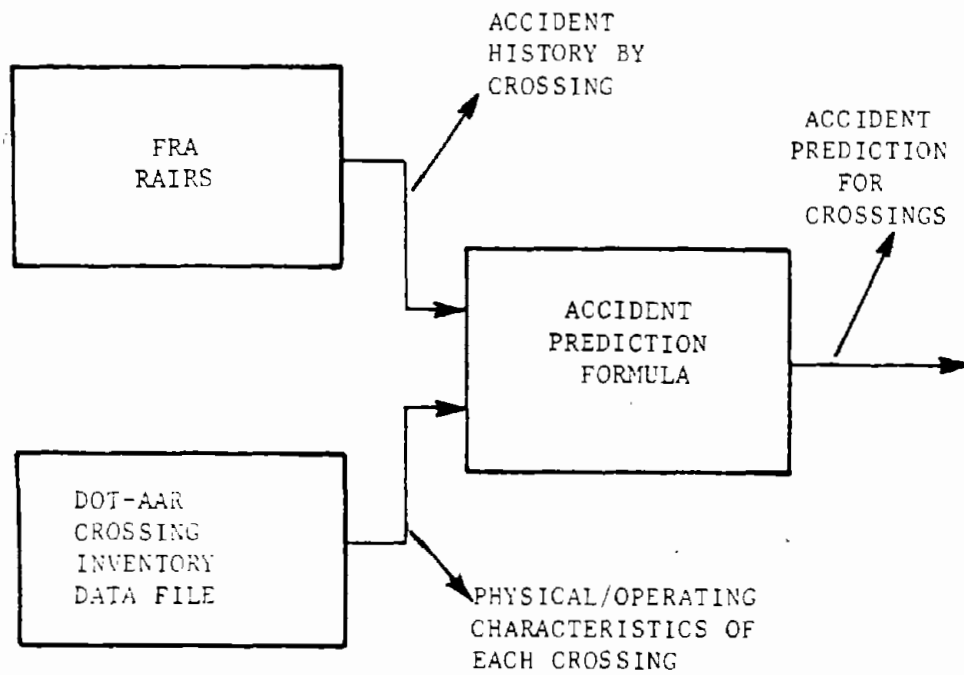 ACCIDENT
HISTORY BY
CROSSING
FRA
RAIRS
ACCIDENT
PREDICTION
FOR
CROSSINGS
ACCIDENT
PREDICTION
FORMULA
DOT-AAR
CROSSING
INVENTORY
DATA FILE
PHYSICAL/OPERATING
CHARACTERISTICS OF
EACH CROSSING